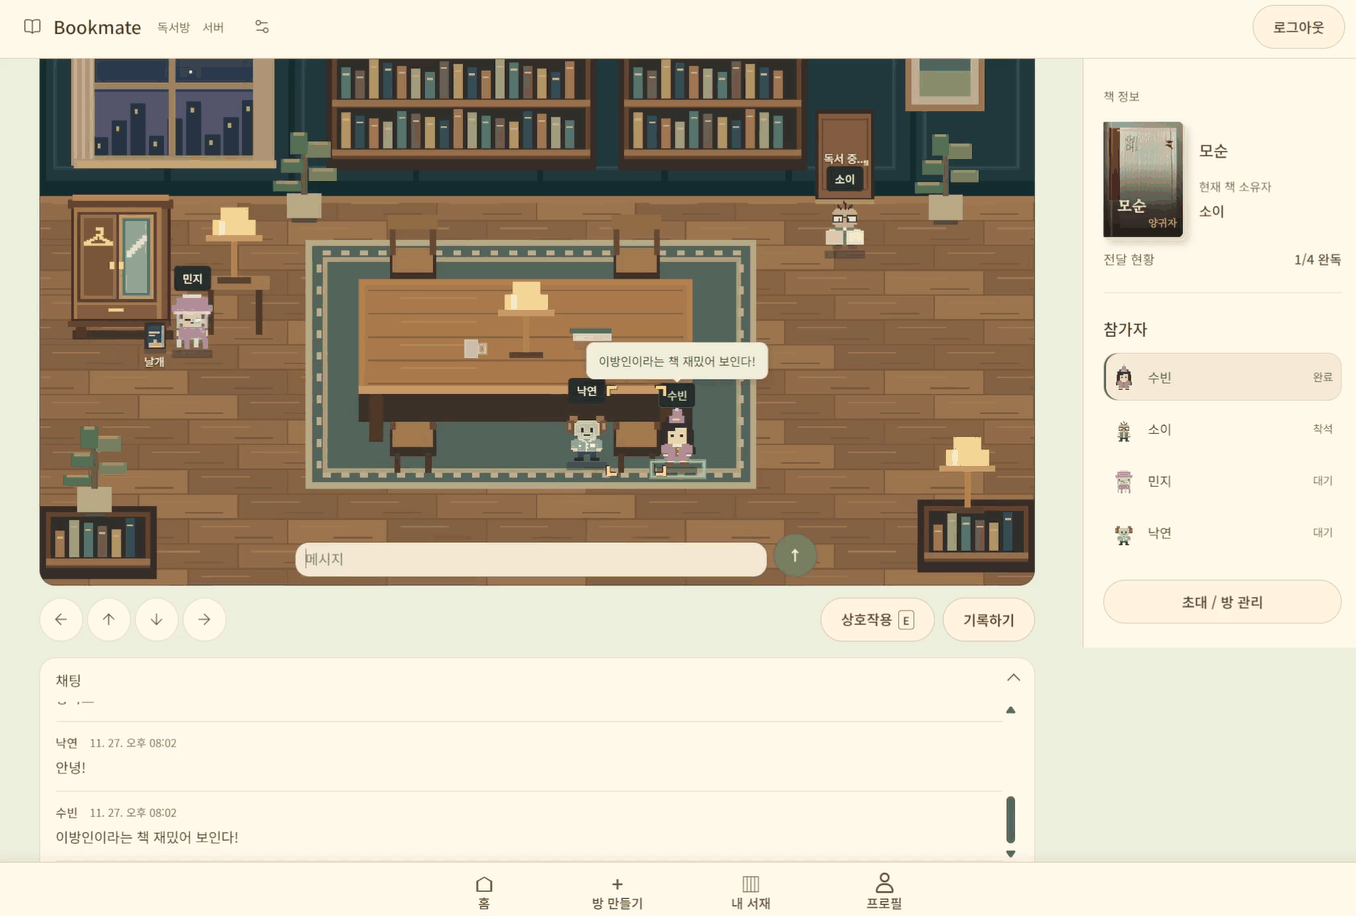 Bookmate 독서방 서버 로그아웃
독서 중...
소이
민지
날개
이방인이라는 책 재밌어 보인다!
낙연
수빈
메시지
상호작용 E
기록하기
책 정보
모순
양귀자
모순
현재 책 소유자
소이
전달 현황 1/4 완독
참가자
수빈 완료
소이 착석
민지 대기
낙연 대기
초대 / 방 관리
채팅
낙연 11. 27. 오후 08:02
안녕!
수빈 11. 27. 오후 08:02
이방인이라는 책 재밌어 보인다!
홈
방 만들기
내 서재
프로필